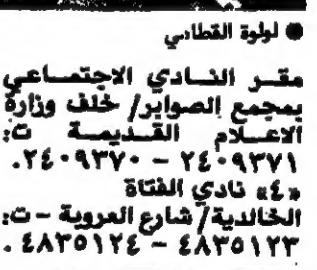 ● لولوة القطامي
مقر النادي الاجتماعي
بمجمع الصوابر/ خلف وزارة
الاعلام القديمة ت:
٢٤٠٩٣٧١ – ٢٤٠٩٣٧٠.
«٤» نادي الفتاة
الخالدية/ شارع العروبة – ت:
٤٨٣٥١٢٣ – ٤٨٣٥١٢٤.